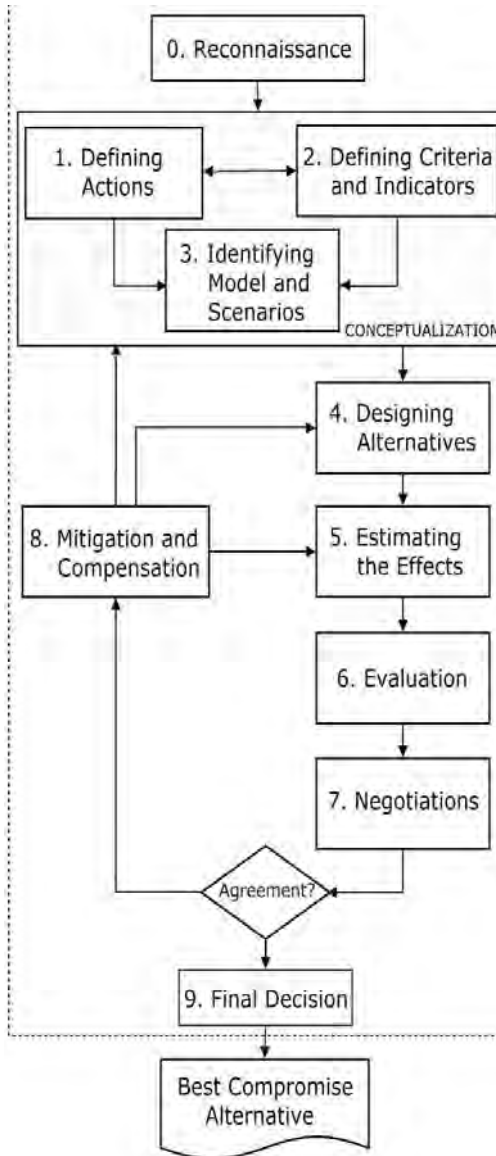 0. Reconnaissance
1. Defining
Actions
2. Defining Criteria
and Indicators
3. Identifying
Model and
Scenarios
CONCEPTUALIZATION
4. Designing
Alternatives
8. Mitigation and
Compensation
5. Estimating
the Effects
6. Evaluation
7. Negotiations
Agreement?
9. Final Decision
Best Compromise
Alternative